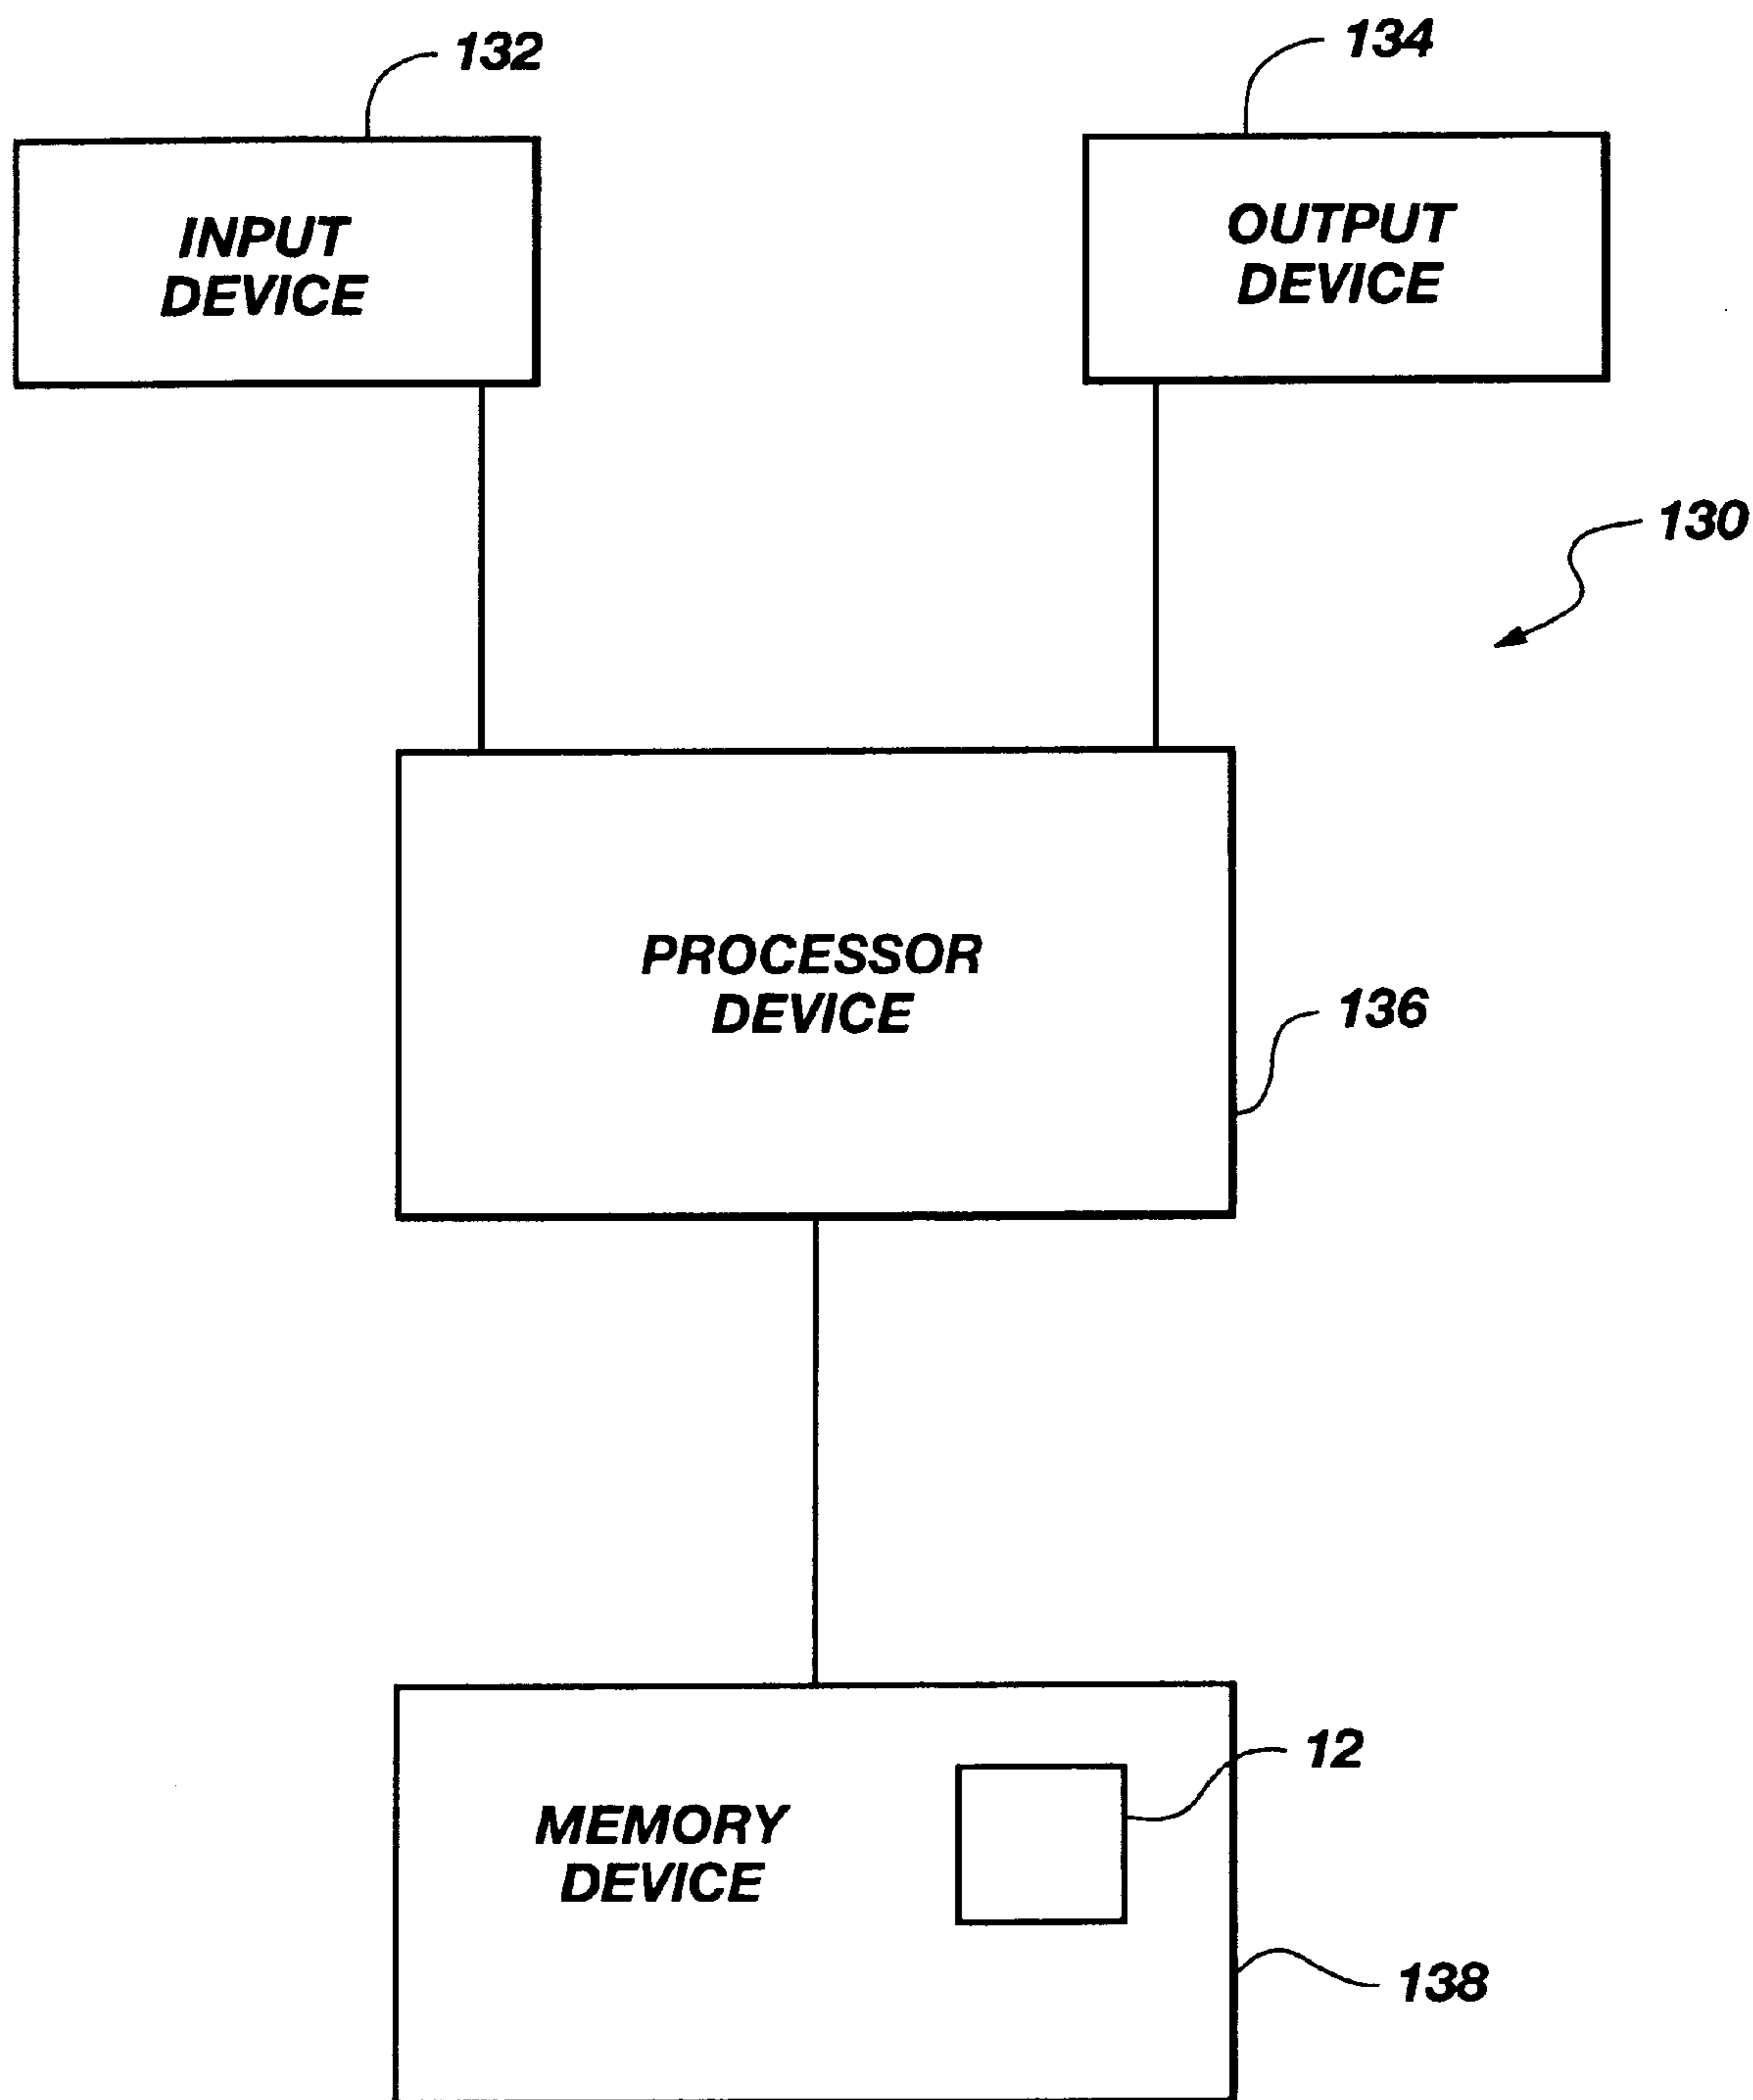 132
134
INPUT
DEVICE
OUTPUT
DEVICE
130
PROCESSOR
DEVICE
136
12
MEMORY
DEVICE
138